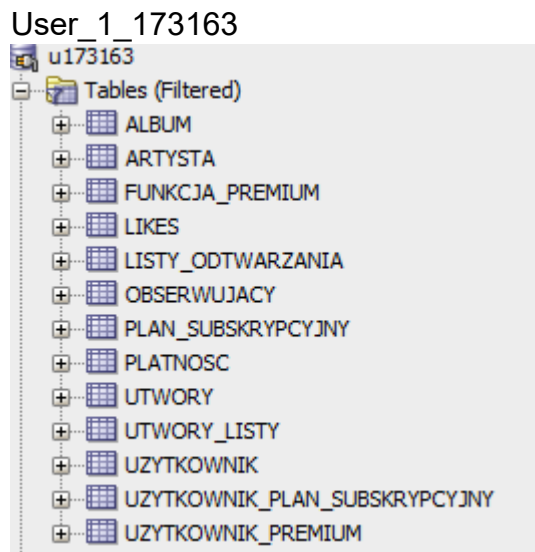 User_1_173163
u173163
Tables (Filtered)
ALBUM
ARTYSTA
FUNKCJA_PREMIUM
LIKES
LISTY_ODTWARZANIA
OBSERWUJACY
PLAN_SUBSKRYPCYJNY
PLATNOSC
UTWORY
UTWORY_LISTY
UZYTKOWNIK
UZYTKOWNIK_PLAN_SUBSKRYPCYJNY
UZYTKOWNIK_PREMIUM